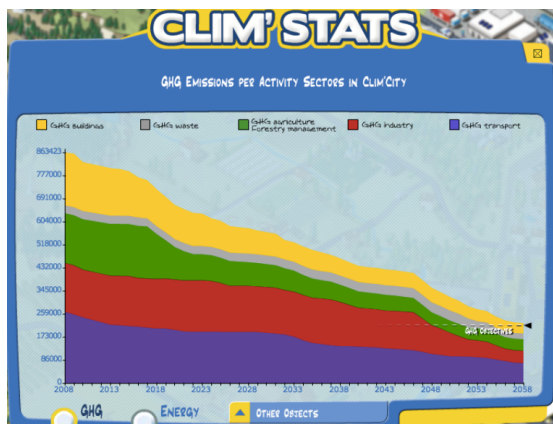 CLIM' STATS
GHG EMISSIONS PER ACTIVITY SECTORS IN CLIM'CITY
GHG Buildings
GHG waste
GHG agriculture
Forestry management
GHG industry
GHG transport
863423
777000
691000
604000
518000
432000
345000
259000
173000
86000
0
GHG OBJECTIVES
2008 2013 2018 2023 2028 2033 2038 2043 2048 2053 2058
GHG
ENERGY
OTHER OBJECTS